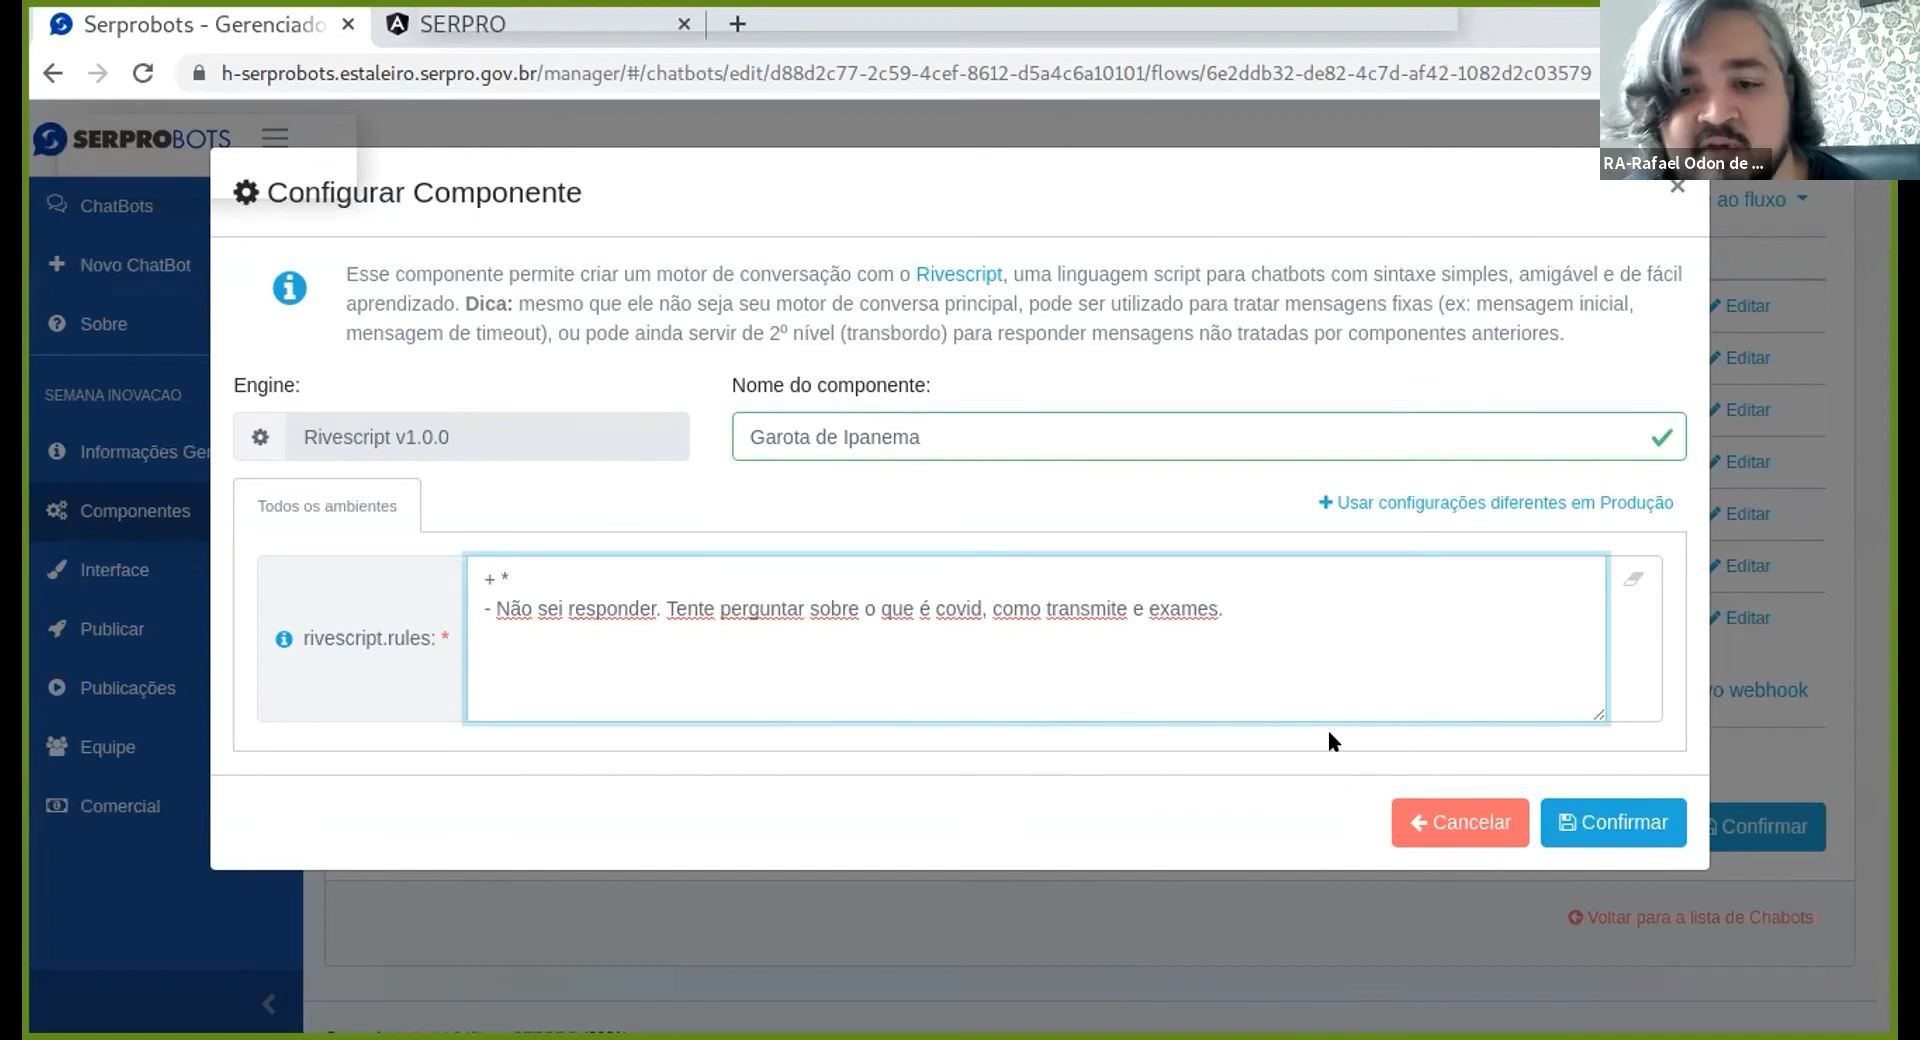 Serprobots - Gerenciado
SERPRO
h-serprobots.estaleiro.serpro.gov.br/manager/#/chatbots/edit/d88d2c77-2c59-4cef-8612-d5a4c6a10101/flows/6e2ddb32-de82-4c7d-af42-1082d2c03579
RA-Rafael Odon de ...
SERPROBOTS
Configurar Componente
×
ao fluxo
ChatBots
Novo ChatBot
Sobre
SEMANA INOVACAO
Informações Ger
Componentes
Interface
Publicar
Publicações
Equipe
Comercial
Esse componente permite criar um motor de conversação com o Rivescript, uma linguagem script para chatbots com sintaxe simples, amigável e de fácil
aprendizado. Dica: mesmo que ele não seja seu motor de conversa principal, pode ser utilizado para tratar mensagens fixas (ex: mensagem inicial,
mensagem de timeout), ou pode ainda servir de 2º nível (transbordo) para responder mensagens não tratadas por componentes anteriores.
Engine:
Nome do componente:
Rivescript v1.0.0
Garota de Ipanema
Todos os ambientes
+ Usar configurações diferentes em Produção
rivescript.rules: *
+ *
- Não sei responder. Tente perguntar sobre o que é covid, como transmite e exames.
Cancelar
Confirmar
Editar
Editar
Editar
Editar
Editar
Editar
Editar
vo webhook
Confirmar
Voltar para a lista de Chabots